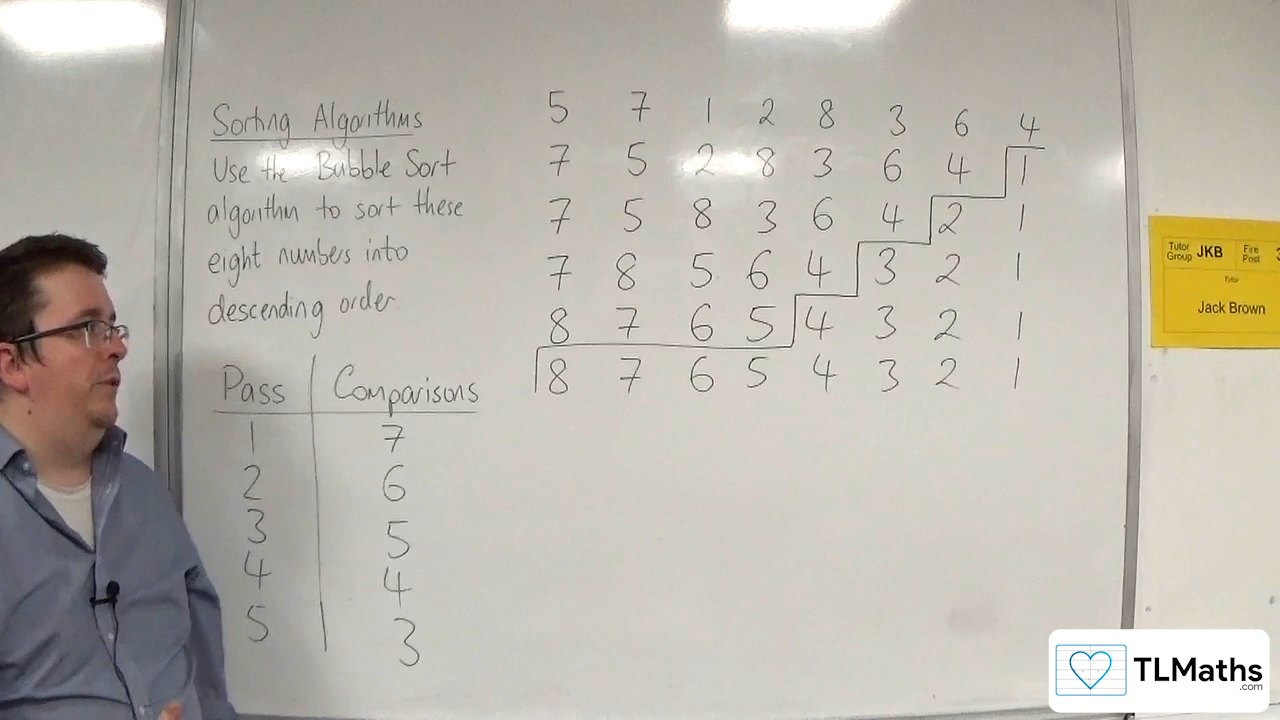 Sorting Algorithms
Use the Bubble Sort
algorithm to sort these
eight numbers into
descending order.
Pass Comparisons
1 7
2 6
3 5
4 4
5 3
5 7 1 2 8 3 6 4
7 5 2 8 3 6 4 1
7 5 8 3 6 4 2 1
7 8 5 6 4 3 2 1
8 7 6 5 4 3 2 1
8 7 6 5 4 3 2 1
Tutor
Group JKB Fire
Post 3
Tutor
Jack Brown
TLMaths
.com